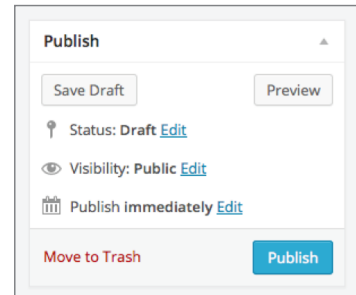 Publish
Save Draft Preview
Status: Draft Edit
Visibility: Public Edit
Publish immediately Edit
Move to Trash Publish